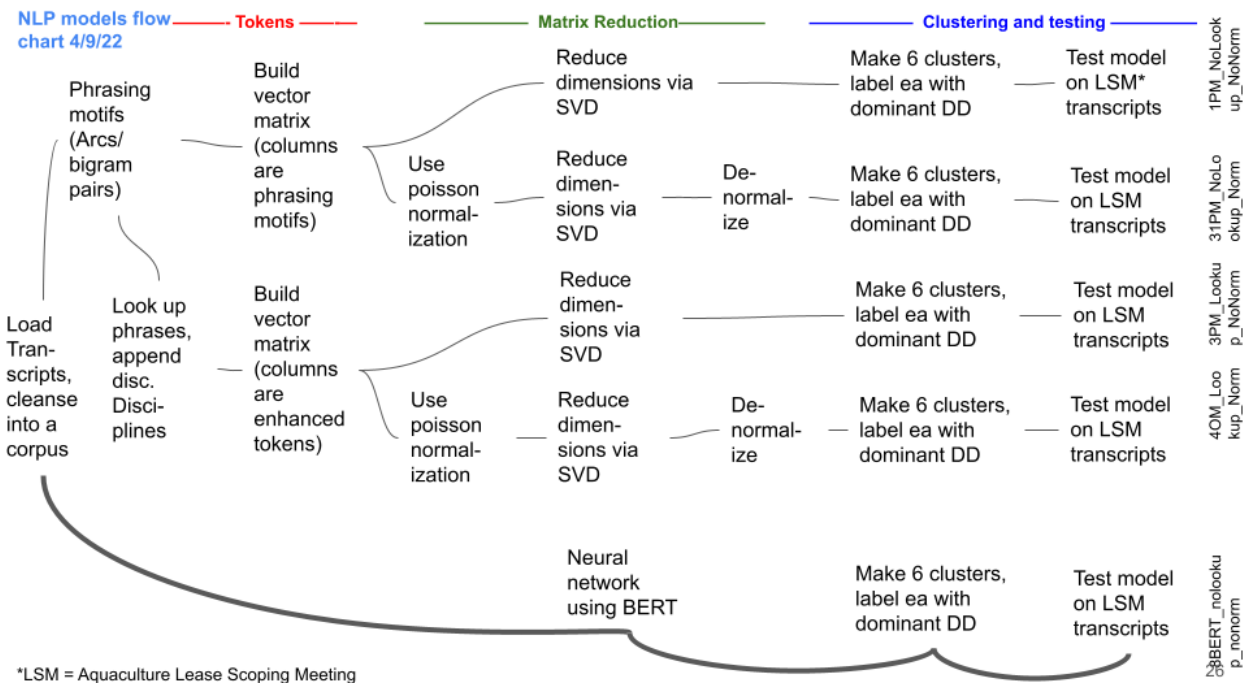 NLP models flow
chart 4/9/22
Tokens
Matrix Reduction
Clustering and testing
Phrasing
motifs
(Arcs/
bigram
pairs)
Build
vector
matrix
(columns
are
phrasing
motifs)
Reduce
dimensions via
SVD
Make 6 clusters,
label ea with
dominant DD
Test model
on LSM*
transcripts
1PM_NoLook
up_NoNorm
Use
poisson
normal-
ization
Reduce
dimen-
sions via
SVD
De-
normal-
ize
Make 6 clusters,
label ea with
dominant DD
Test model
on LSM
transcripts
31PM_NoLo
okup_Norm
Load
Tran-
scripts,
cleanse
into a
corpus
Look up
phrases,
append
disc.
Disci-
plines
Build
vector
matrix
(columns
are
enhanced
tokens)
Reduce
dimen-
sions via
SVD
Make 6 clusters,
label ea with
dominant DD
Test model
on LSM
transcripts
3PM_Looku
p_NoNorm
Use
poisson
normal-
ization
Reduce
dimen-
sions via
SVD
De-
normal-
ize
Make 6 clusters,
label ea with
dominant DD
Test model
on LSM
transcripts
4OM_Loo
kup_Norm
Neural
network
using BERT
Make 6 clusters,
label ea with
dominant DD
Test model
on LSM
transcripts
p_nonorm
*LSM = Aquaculture Lease Scoping Meeting
26